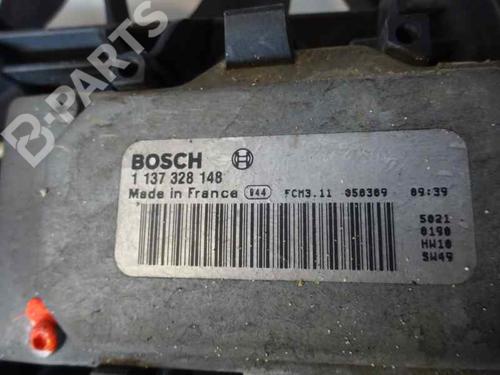 B-PARTS
BOSCH
1 137 328 148
Made in France 944 FCM3.11 050309 09:39
5021
0190
HW10
SW49